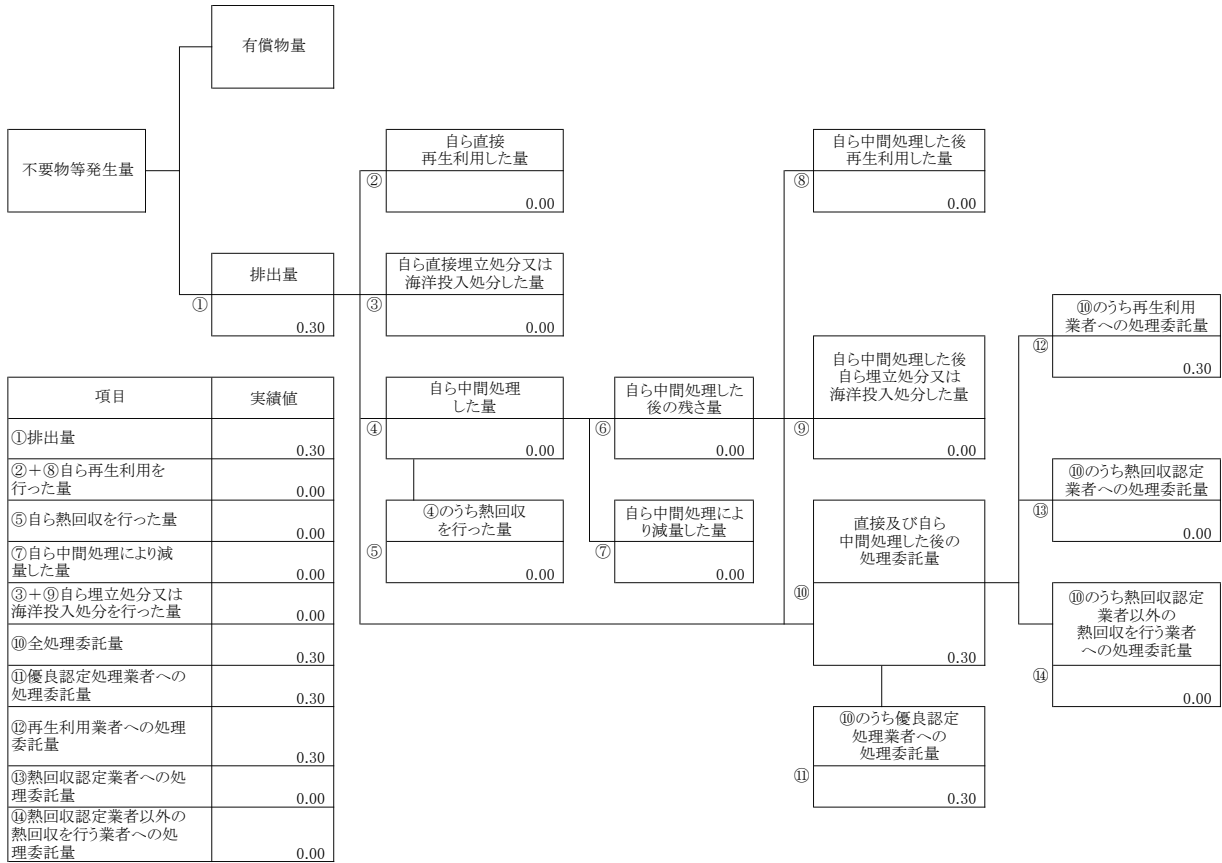 有償物量
不要物等発生量
自ら直接
再生利用した量
②
0.00
自ら中間処理した後
再生利用した量
⑧
0.00
排出量
①
0.30
自ら直接埋立処分又は
海洋投入処分した量
③
0.00
⑩のうち再生利用
業者への処理委託量
⑫
0.30
自ら中間処理
した量
④
0.00
自ら中間処理した
後の残さ量
⑥
0.00
自ら中間処理した後
自ら埋立処分又は
海洋投入処分した量
⑨
0.00
⑩のうち熱回収認定
業者への処理委託量
⑬
0.00
④のうち熱回収
を行った量
⑤
0.00
自ら中間処理によ
り減量した量
⑦
0.00
直接及び自ら
中間処理した後の
処理委託量
⑩
0.30
⑩のうち熱回収認定
業者以外の
熱回収を行う業者
への処理委託量
⑭
0.00
⑩のうち優良認定
処理業者への
処理委託量
⑪
0.30
項目 実績値
①排出量 0.30
②+⑧自ら再生利用を
行った量 0.00
⑤自ら熱回収を行った量 0.00
⑦自ら中間処理により減
量した量 0.00
③+⑨自ら埋立処分又は
海洋投入処分を行った量 0.00
⑩全処理委託量 0.30
⑪優良認定処理業者への
処理委託量 0.30
⑫再生利用業者への処理
委託量 0.30
⑬熱回収認定業者への処
理委託量 0.00
⑭熱回収認定業者以外の
熱回収を行う業者への処
理委託量 0.00